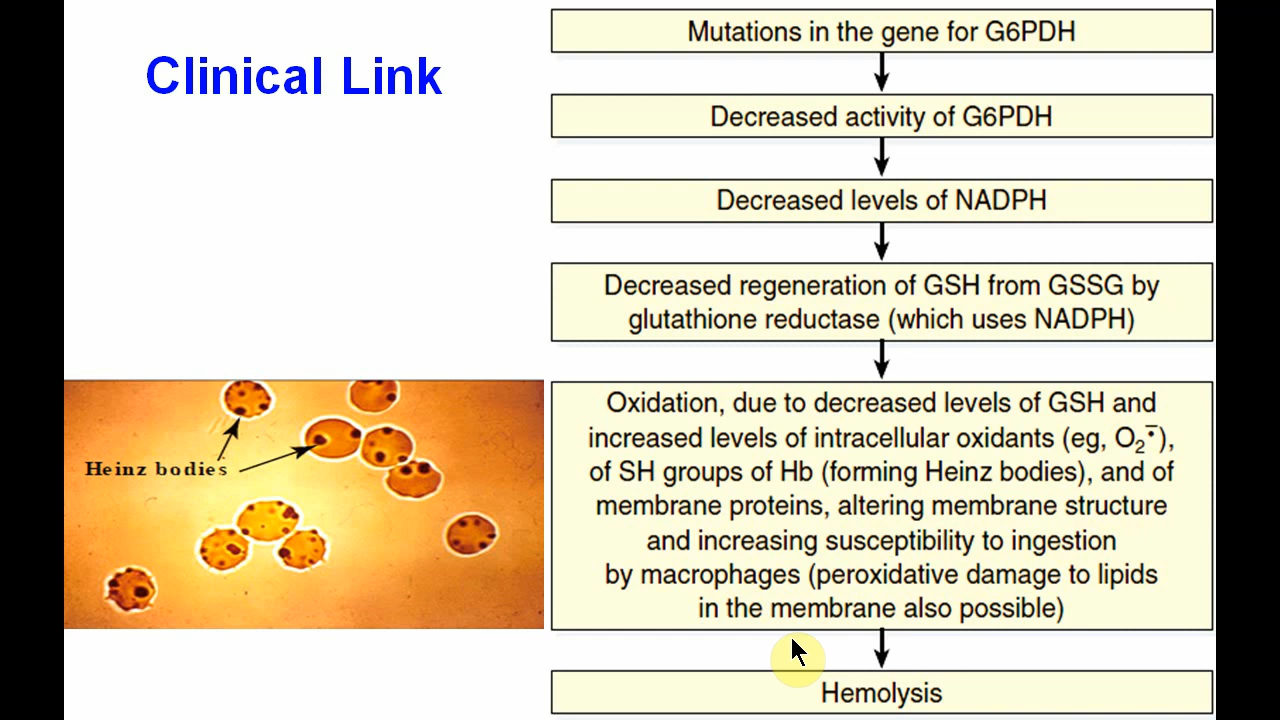 Clinical Link
Mutations in the gene for G6PDH
Decreased activity of G6PDH
Decreased levels of NADPH
Decreased regeneration of GSH from GSSG by
glutathione reductase (which uses NADPH)
Oxidation, due to decreased levels of GSH and
increased levels of intracellular oxidants (eg, O₂⁻•),
of SH groups of Hb (forming Heinz bodies), and of
membrane proteins, altering membrane structure
and increasing susceptibility to ingestion
by macrophages (peroxidative damage to lipids
in the membrane also possible)
Hemolysis
Heinz bodies